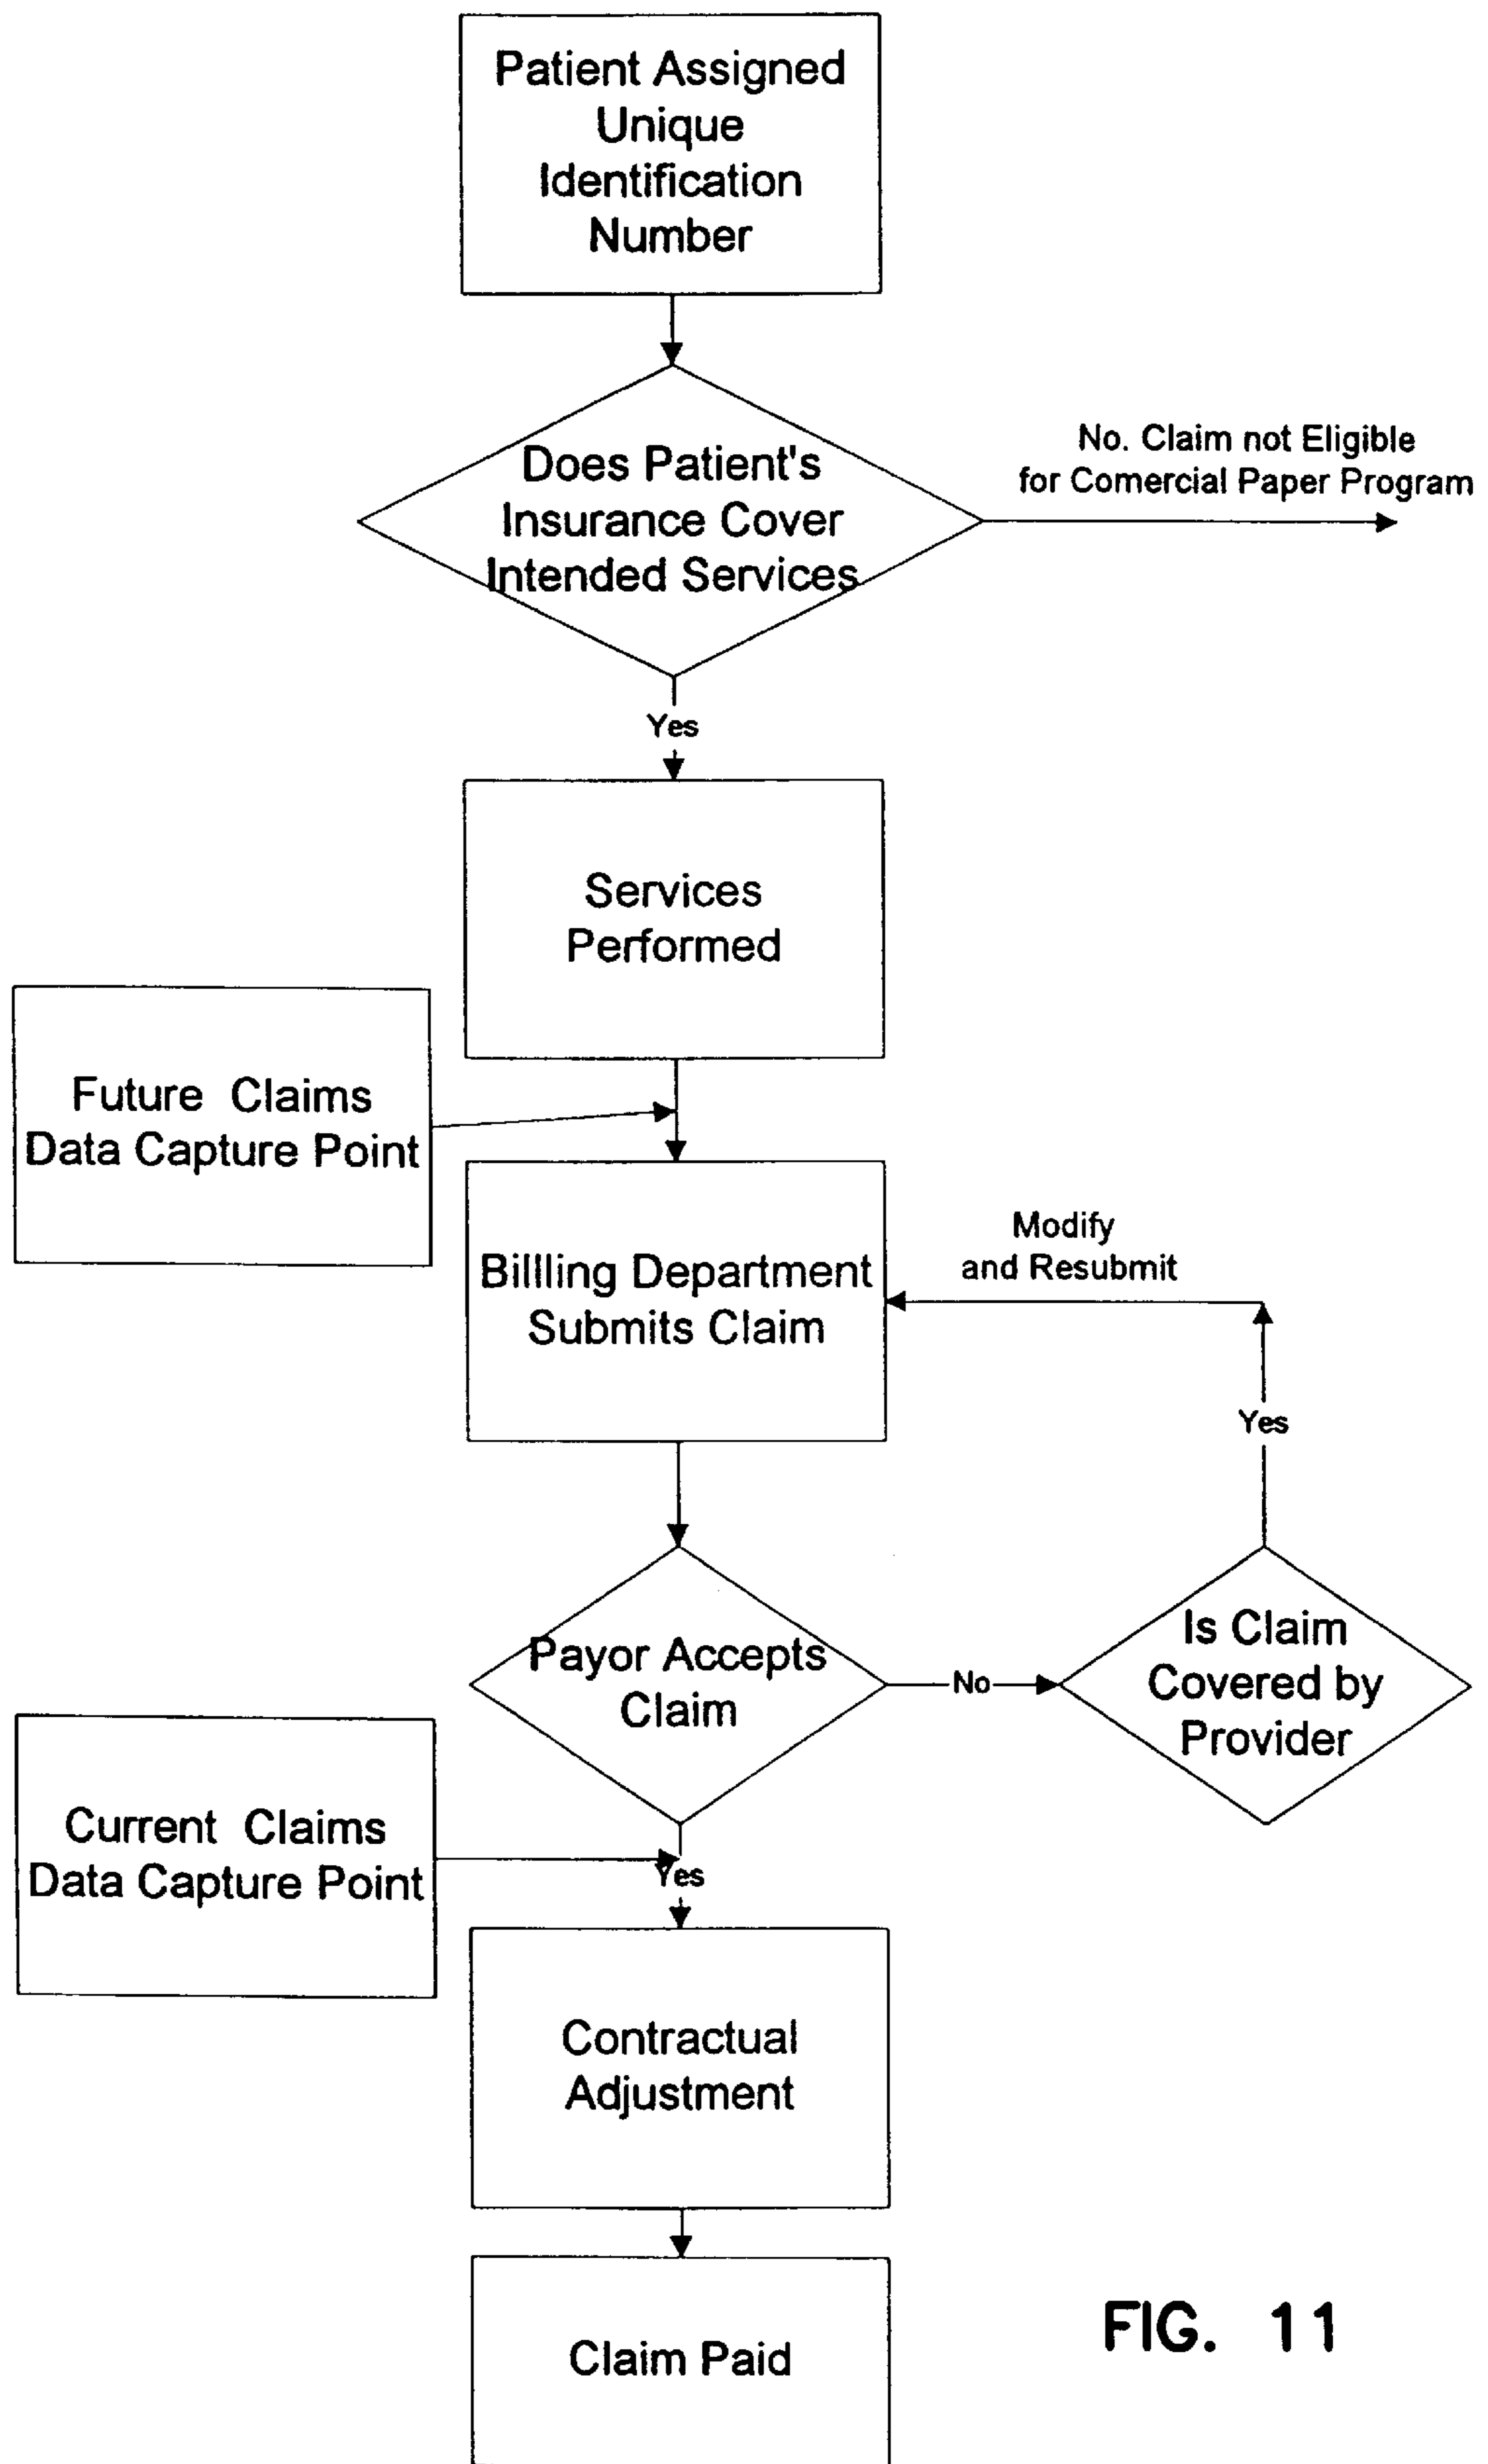 Patient Assigned
Unique
Identification
Number
Does Patient's
Insurance Cover
Intended Services
No. Claim not Eligible
for Comercial Paper Program
Yes
Services
Performed
Future Claims
Data Capture Point
Billlling Department
Submits Claim
Modify
and Resubmit
Yes
Payor Accepts
Claim
No
Is Claim
Covered by
Provider
Current Claims
Data Capture Point
Yes
Contractual
Adjustment
Claim Paid
FIG. 11